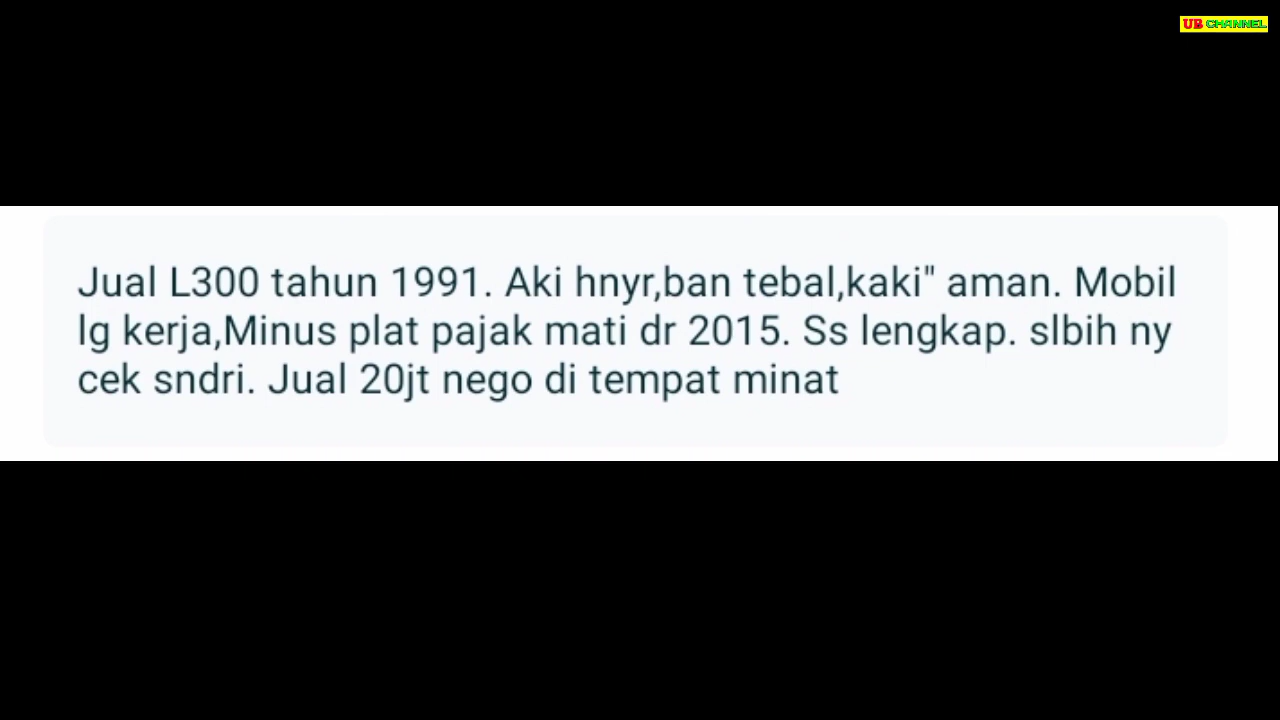 UB CHANNEL
Jual L300 tahun 1991. Aki hnyr,ban tebal,kaki" aman. Mobil
lg kerja,Minus plat pajak mati dr 2015. Ss lengkap. slbih ny
cek sndri. Jual 20jt nego di tempat minat